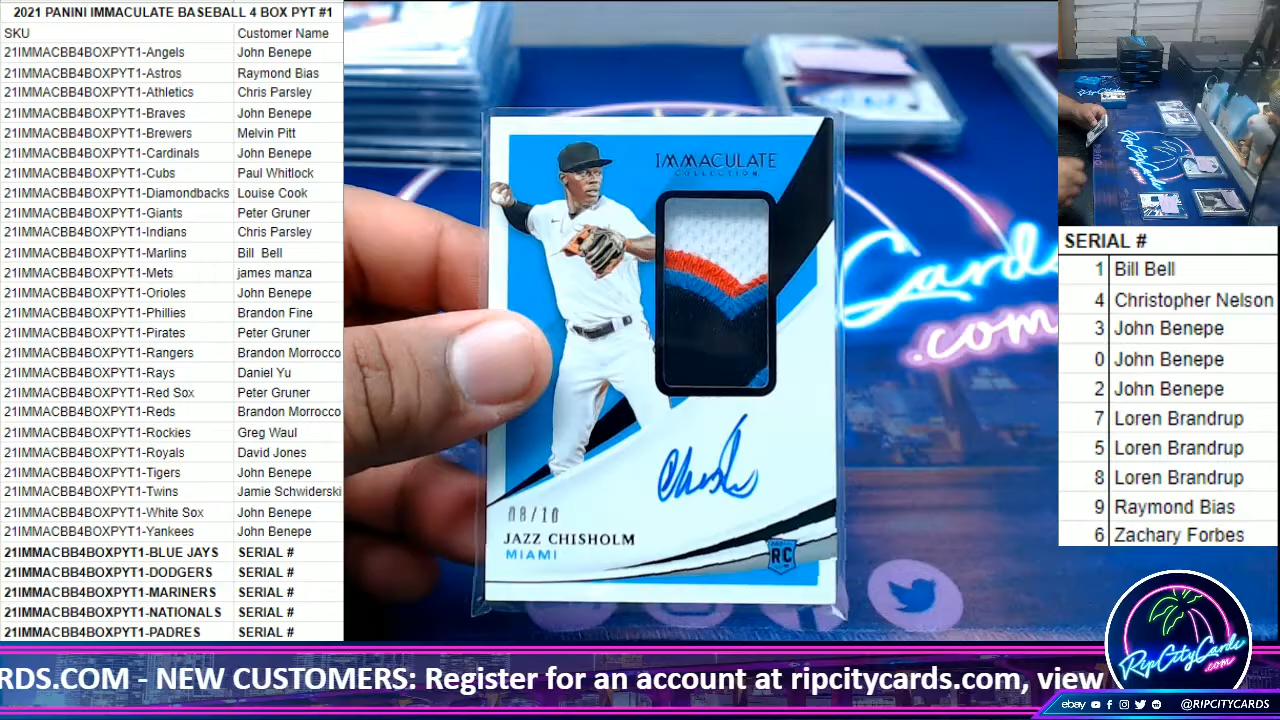 2021 PANINI IMMACULATE BASEBALL 4 BOX PYT #1
SKU Customer Name
21IMMACBB4BOXPYT1-Angels John Benepe
21IMMACBB4BOXPYT1-Astros Raymond Bias
21IMMACBB4BOXPYT1-Athletics Chris Parsley
21IMMACBB4BOXPYT1-Braves John Benepe
21IMMACBB4BOXPYT1-Brewers Melvin Pitt
21IMMACBB4BOXPYT1-Cardinals John Benepe
21IMMACBB4BOXPYT1-Cubs Paul Whitlock
21IMMACBB4BOXPYT1-Diamondbacks Louise Cook
21IMMACBB4BOXPYT1-Giants Peter Gruner
21IMMACBB4BOXPYT1-Indians Chris Parsley
21IMMACBB4BOXPYT1-Marlins Bill Bell
21IMMACBB4BOXPYT1-Mets james manza
21IMMACBB4BOXPYT1-Orioles John Benepe
21IMMACBB4BOXPYT1-Phillies Brandon Fine
21IMMACBB4BOXPYT1-Pirates Peter Gruner
21IMMACBB4BOXPYT1-Rangers Brandon Morrocco
21IMMACBB4BOXPYT1-Rays Daniel Yu
21IMMACBB4BOXPYT1-Red Sox Peter Gruner
21IMMACBB4BOXPYT1-Reds Brandon Morrocco
21IMMACBB4BOXPYT1-Rockies Greg Waul
21IMMACBB4BOXPYT1-Royals David Jones
21IMMACBB4BOXPYT1-Tigers John Benepe
21IMMACBB4BOXPYT1-Twins Jamie Schwiderski
21IMMACBB4BOXPYT1-White Sox John Benepe
21IMMACBB4BOXPYT1-Yankees John Benepe
21IMMACBB4BOXPYT1-BLUE JAYS SERIAL #
21IMMACBB4BOXPYT1-DODGERS SERIAL #
21IMMACBB4BOXPYT1-MARINERS SERIAL #
21IMMACBB4BOXPYT1-NATIONALS SERIAL #
21IMMACBB4BOXPYT1-PADRES SERIAL #
IMMACULATE
COLLECTION
08/10
JAZZ CHISHOLM
MIAMI
RC
Cards
.com
SERIAL #
1 Bill Bell
4 Christopher Nelson
3 John Benepe
0 John Benepe
2 John Benepe
7 Loren Brandrup
5 Loren Brandrup
8 Loren Brandrup
9 Raymond Bias
6 Zachary Forbes
RipCityCards
.com
RDS.COM - NEW CUSTOMERS: Register for an account at ripcitycards.com, view
ebay @RIPCITYCARDS